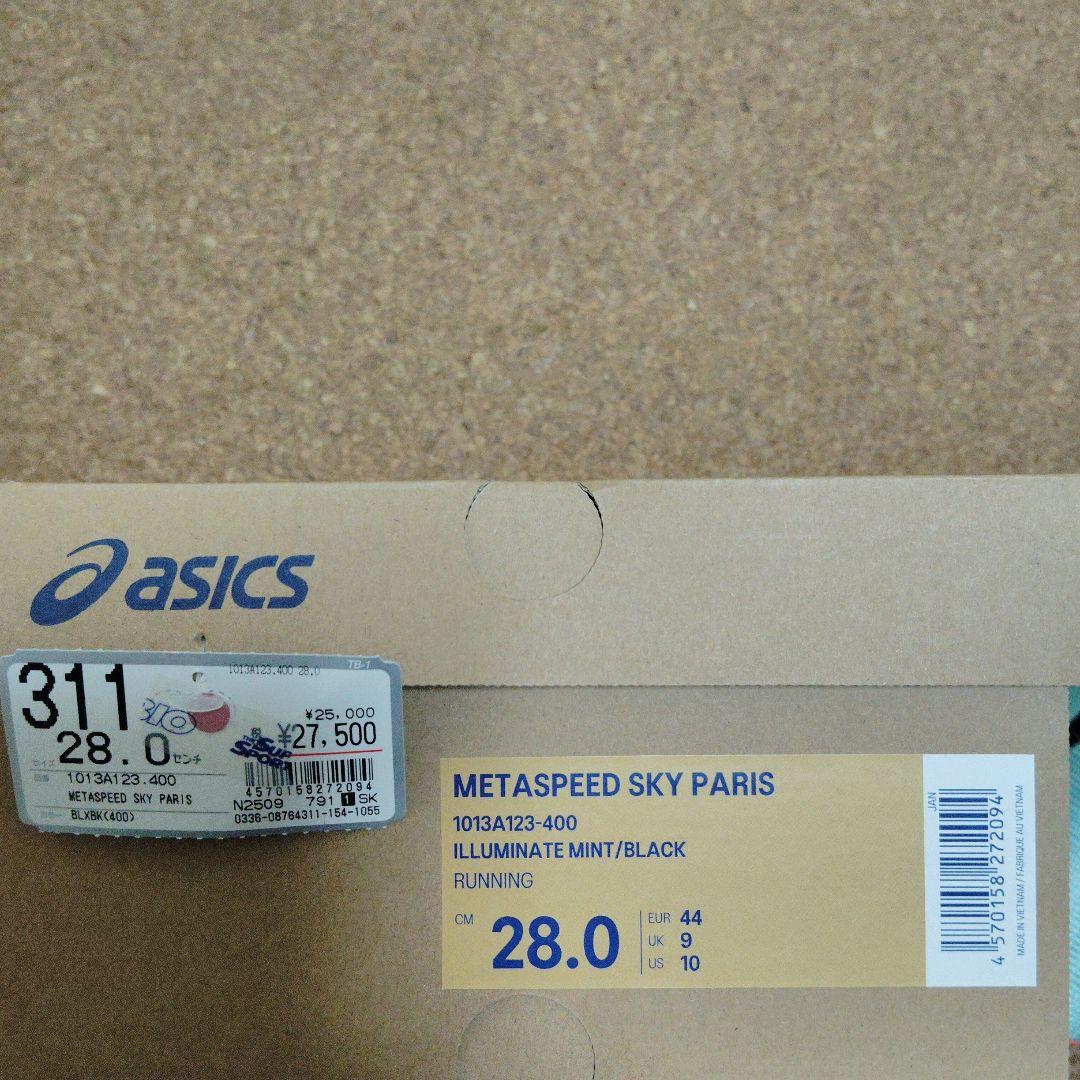 asics
1013A123.400 28.0 TB-1
311
¥25,000
¥27,500
サイズ 28.0センチ
1013A123.400
METASPEED SKY PARIS
BLXBK(400)
4570158272094
N2509 791 1 SK
0336-08764311-154-1055
METASPEED SKY PARIS
1013A123-400
ILLUMINATE MINT/BLACK
RUNNING
CM 28.0
EUR 44
UK 9
US 10
JAN
4 570158 272094
MADE IN VIETNAM / FABRIQUE AU VIETNAM